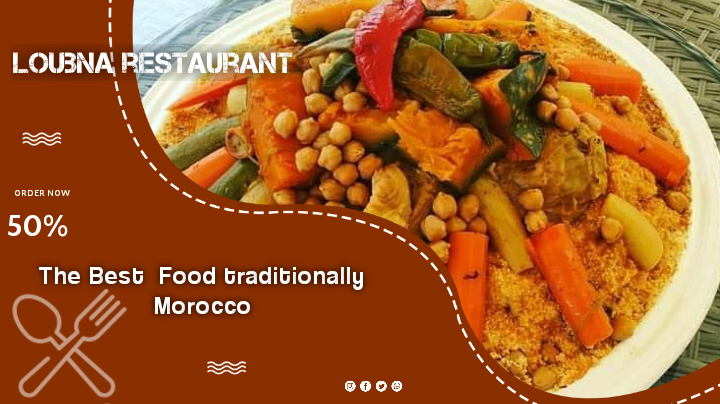 LOUBNA RESTAURANT
ORDER NOW
50%
The Best Food traditionally
Morocco